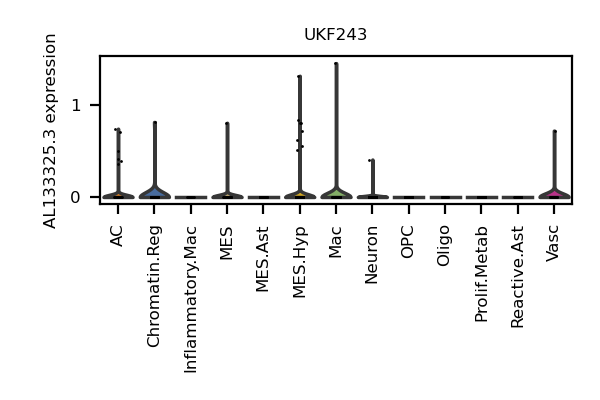 UKF243
AL133325.3 expression
1
0
AC
Chromatin.Reg
Inflammatory.Mac
MES
MES.Ast
MES.Hyp
Mac
Neuron
OPC
Oligo
Prolif.Metab
Reactive.Ast
Vasc